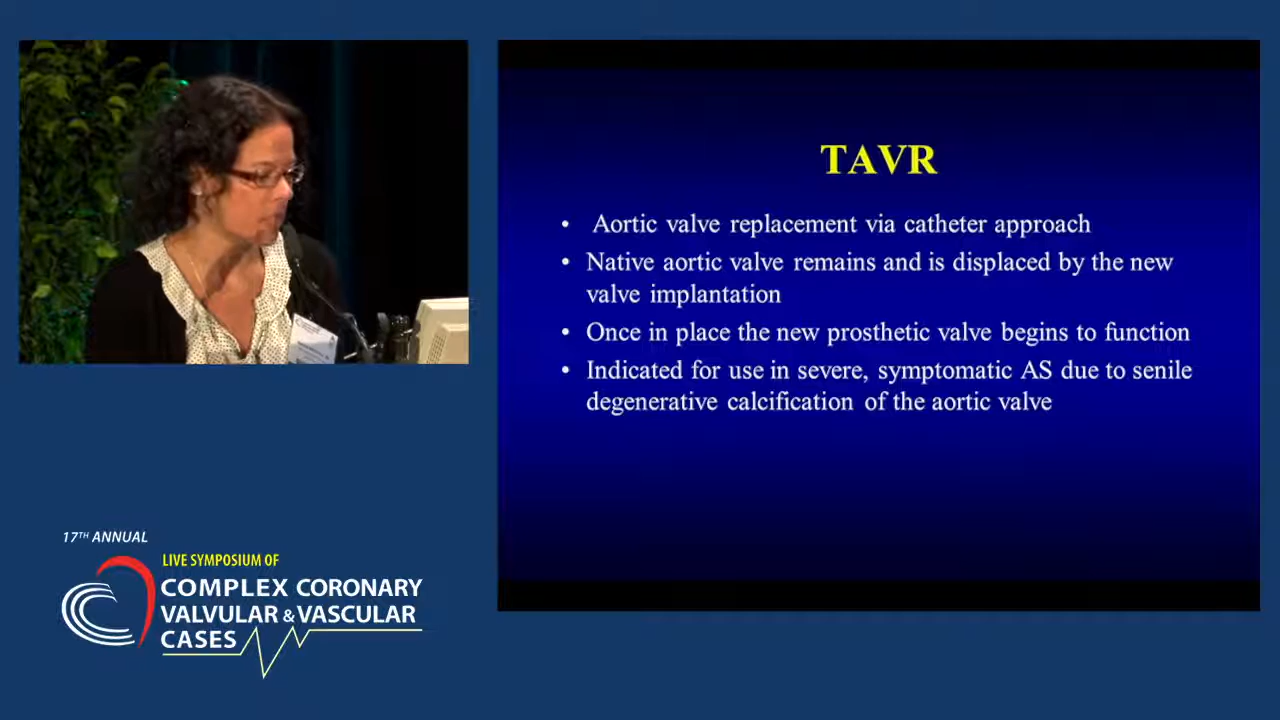 TAVR
• Aortic valve replacement via catheter approach
• Native aortic valve remains and is displaced by the new
valve implantation
• Once in place the new prosthetic valve begins to function
• Indicated for use in severe, symptomatic AS due to senile
degenerative calcification of the aortic valve
17TH ANNUAL
LIVE SYMPOSIUM OF
COMPLEX CORONARY
VALVULAR & VASCULAR
CASES